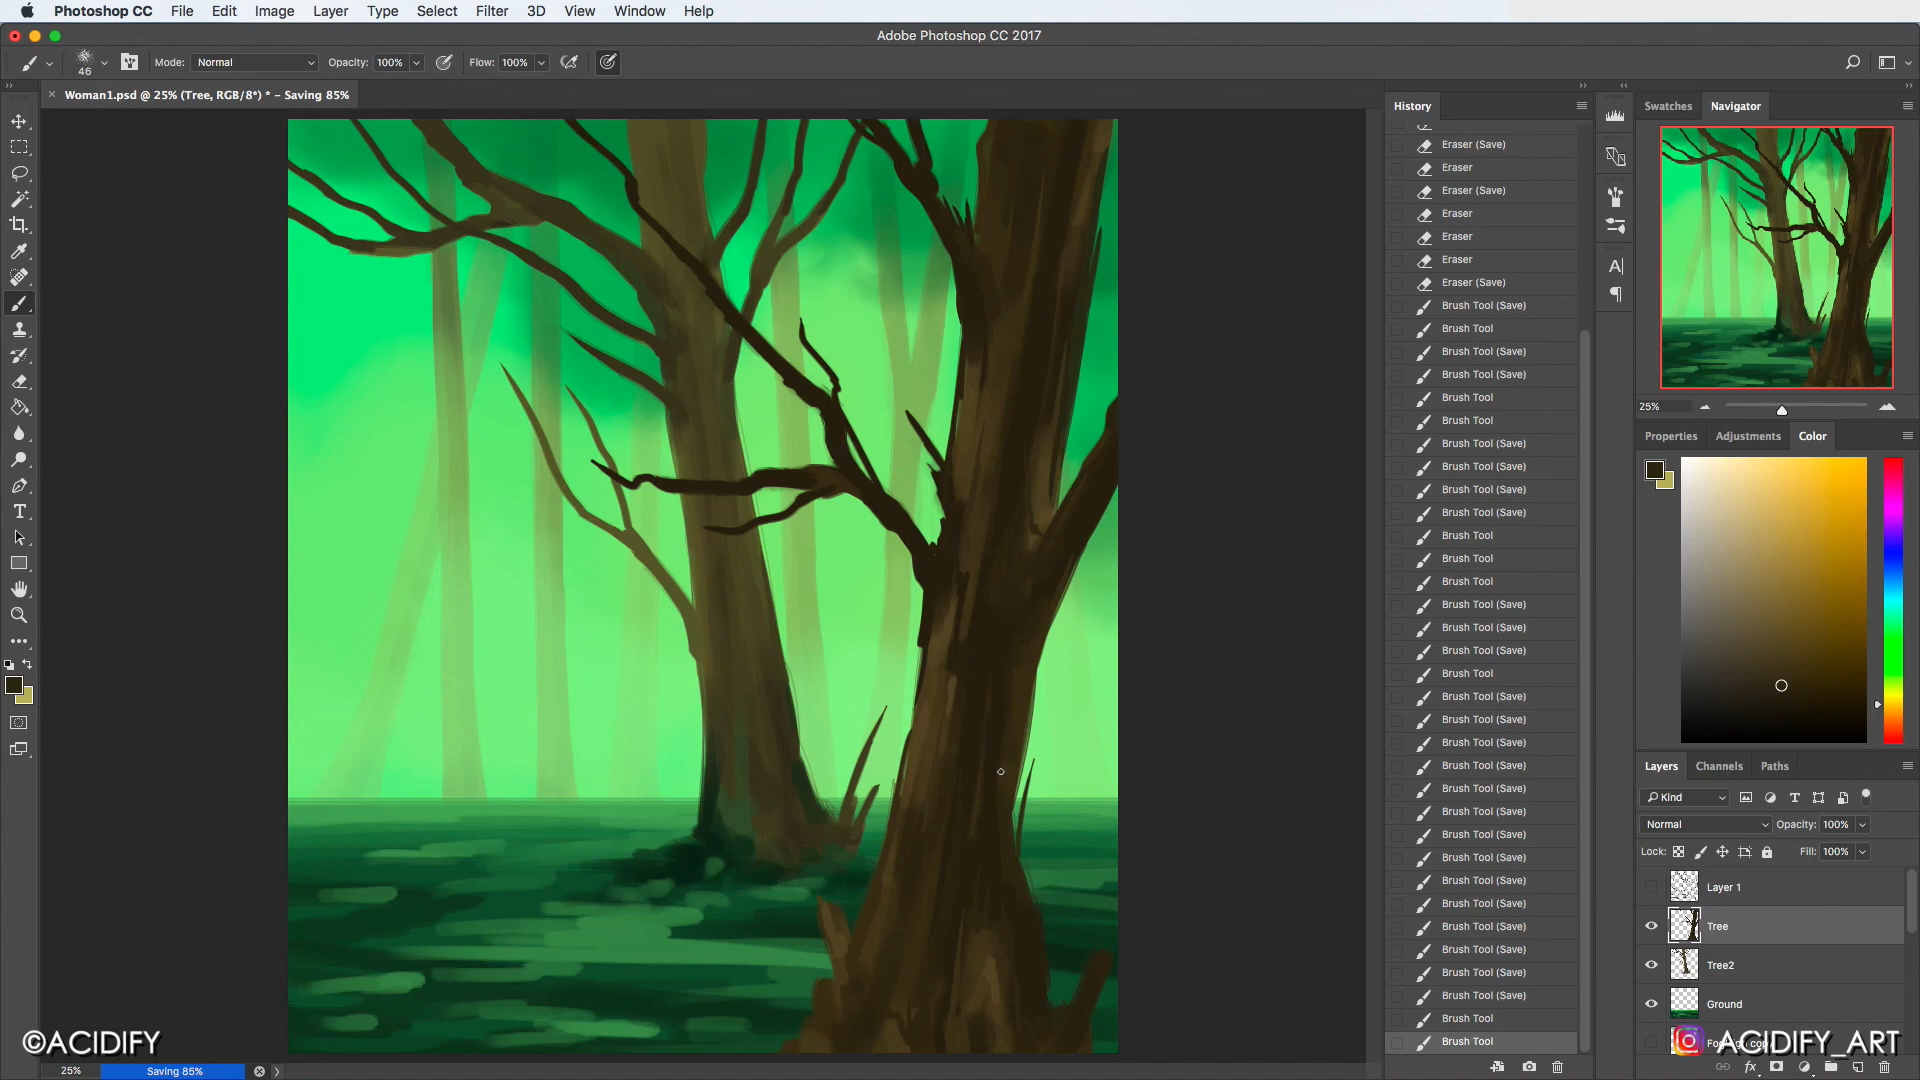 Photoshop CC File Edit Image Layer Type Select Filter 3D View Window Help
Adobe Photoshop CC 2017
46 Mode: Normal Opacity: 100% Flow: 100%
× Woman1.psd @ 25% (Tree, RGB/8*) * – Saving 85%
History
Eraser (Save)
Eraser
Eraser (Save)
Eraser
Eraser
Eraser
Eraser (Save)
Brush Tool (Save)
Brush Tool
Brush Tool (Save)
Brush Tool (Save)
Brush Tool
Brush Tool
Brush Tool (Save)
Brush Tool (Save)
Brush Tool (Save)
Brush Tool (Save)
Brush Tool
Brush Tool
Brush Tool
Brush Tool (Save)
Brush Tool (Save)
Brush Tool (Save)
Brush Tool
Brush Tool (Save)
Brush Tool (Save)
Brush Tool (Save)
Brush Tool (Save)
Brush Tool (Save)
Brush Tool (Save)
Brush Tool (Save)
Brush Tool (Save)
Brush Tool (Save)
Brush Tool (Save)
Brush Tool (Save)
Brush Tool (Save)
Brush Tool (Save)
Brush Tool (Save)
Brush Tool
Brush Tool
Swatches Navigator
25%
Properties Adjustments Color
Layers Channels Paths
Kind
Normal Opacity: 100%
Lock: Fill: 100%
Layer 1
Tree
Tree2
Ground
©ACIDIFY
ACIDIFY_ART
25% Saving 85%